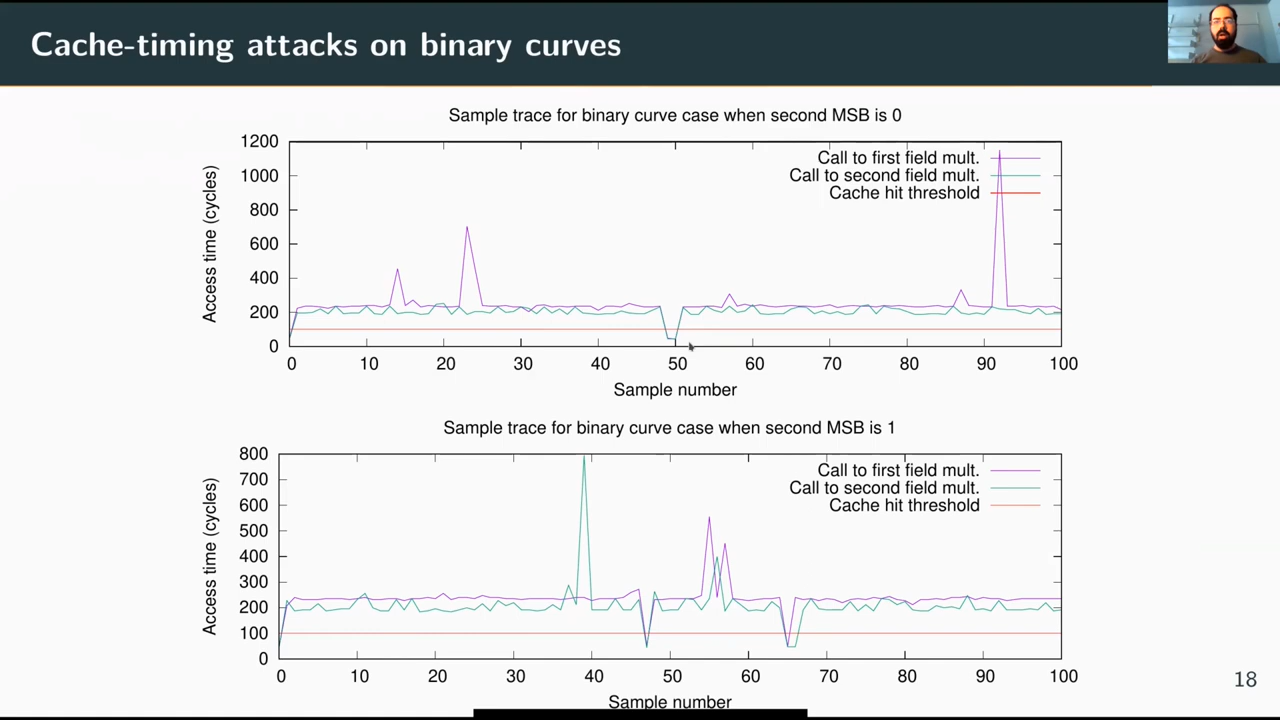 Cache-timing attacks on binary curves
Sample trace for binary curve case when second MSB is 0
1200
1000
800
600
400
200
0
Access time (cycles)
Call to first field mult.
Call to second field mult.
Cache hit threshold
0 10 20 30 40 50 60 70 80 90 100
Sample number
Sample trace for binary curve case when second MSB is 1
800
700
600
500
400
300
200
100
0
Access time (cycles)
Call to first field mult.
Call to second field mult.
Cache hit threshold
0 10 20 30 40 50 60 70 80 90 100
Sample number
18